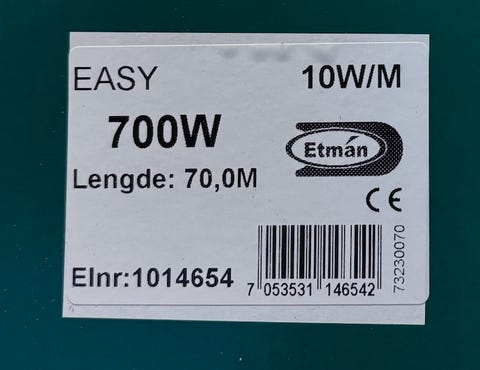 EASY 10W/M
700W
Etmán
Lengde: 70,0M
CE
Elnr:1014654
7 053531 146542
73230070